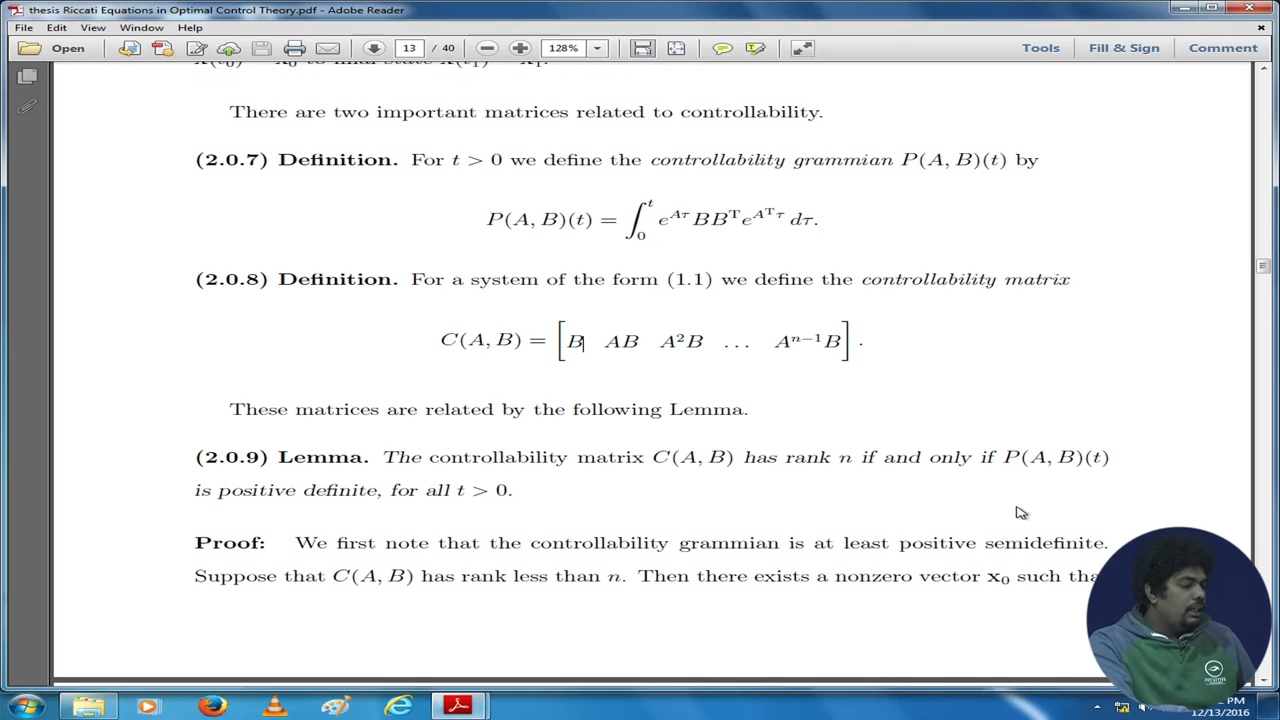 thesis Riccati Equations in Optimal Control Theory.pdf - Adobe Reader
File Edit View Window Help
Open 13 / 40 128% Tools Fill & Sign Comment
There are two important matrices related to controllability.
(2.0.7) Definition. For t > 0 we define the controllability grammian P(A, B)(t) by
P(A, B)(t) = ∫₀ᵗ e^{Aτ} BBᵀ e^{Aᵀτ} dτ.
(2.0.8) Definition. For a system of the form (1.1) we define the controllability matrix
C(A, B) = [B AB A²B ... Aⁿ⁻¹B] .
These matrices are related by the following Lemma.
(2.0.9) Lemma. The controllability matrix C(A, B) has rank n if and only if P(A, B)(t)
is positive definite, for all t > 0.
Proof: We first note that the controllability grammian is at least positive semidefinite.
Suppose that C(A, B) has rank less than n. Then there exists a nonzero vector x₀ such
12/13/2016